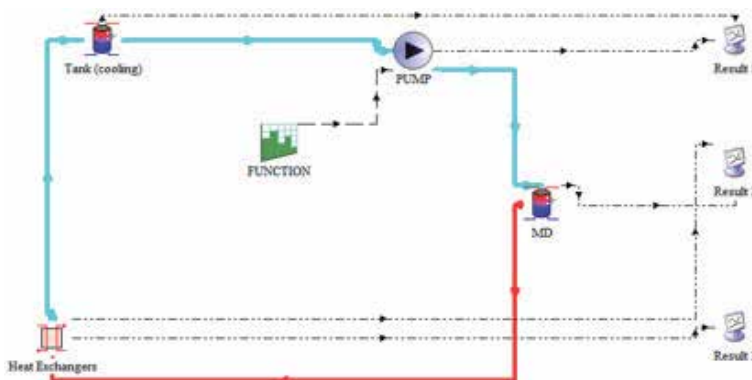 Tank (cooling)
PUMP
Result
FUNCTION
Result
MD
Heat Exchangers
Result